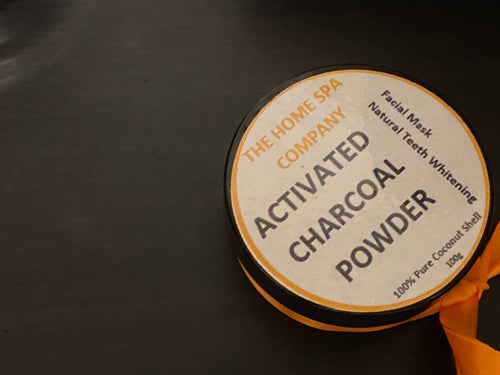 THE HOME SPA
COMPANY
ACTIVATED
CHARCOAL
POWDER
Facial Mask
Natural Teeth Whitening
100% Pure Coconut Shell
100g